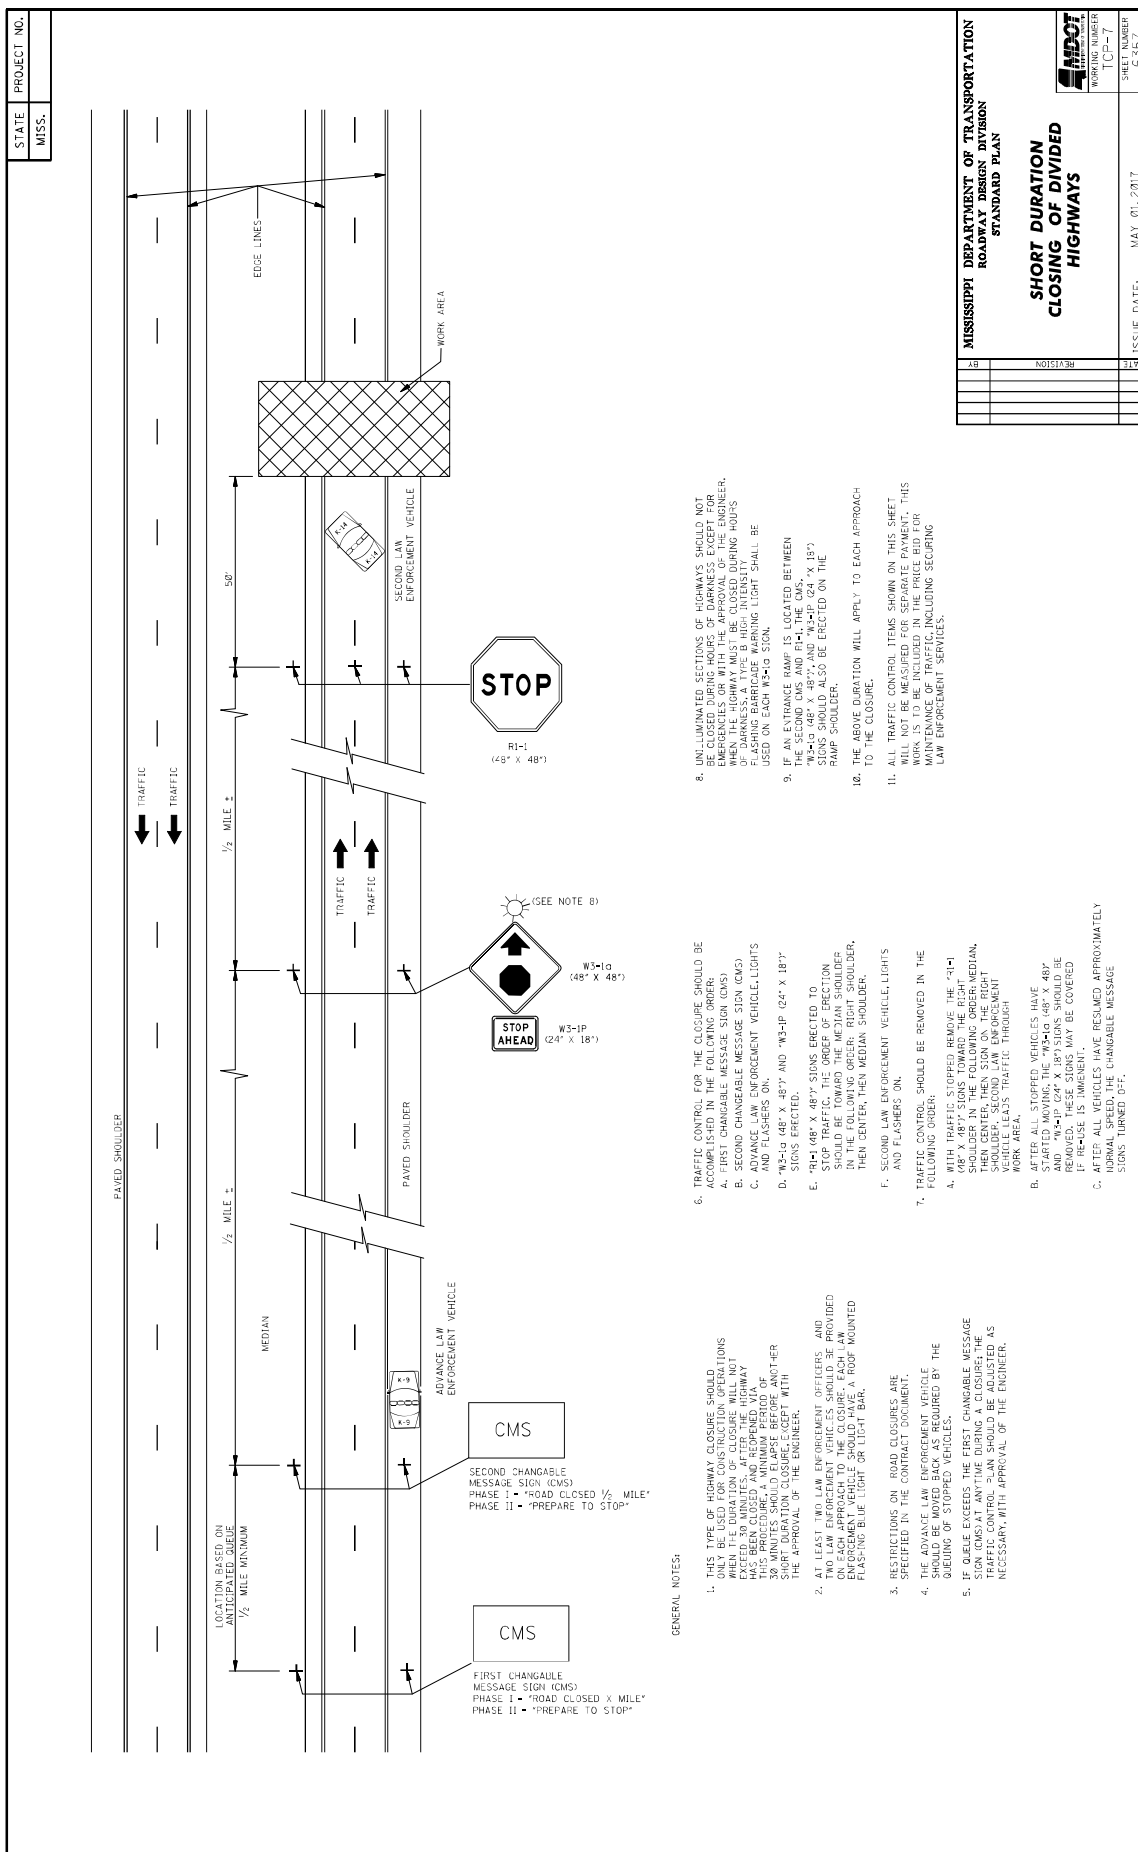 STATE PROJECT NO.
MISS.
EDGE LINES
WORK AREA
50'
SECOND LAW
ENFORCEMENT VEHICLE
K-14
K-14
STOP
R1-1
(48" X 48")
TRAFFIC
TRAFFIC
1/2 MILE ±
TRAFFIC
TRAFFIC
(SEE NOTE 8)
W3-1a
(48" X 48")
STOP
AHEAD
W3-1P
(24" X 18")
PAVED SHOULDER
PAVED SHOULDER
1/2 MILE ±
MEDIAN
ADVANCE LAW
ENFORCEMENT VEHICLE
K-9
K-9
CMS
SECOND CHANGABLE
MESSAGE SIGN (CMS)
PHASE I - "ROAD CLOSED 1/2 MILE"
PHASE II - "PREPARE TO STOP"
LOCATION BASED ON
ANTICIPATED QUEUE
1/2 MILE MINIMUM
CMS
FIRST CHANGABLE
MESSAGE SIGN (CMS)
PHASE I - "ROAD CLOSED X MILE"
PHASE II - "PREPARE TO STOP"
GENERAL NOTES:
1. THIS TYPE OF HIGHWAY CLOSURE SHOULD
ONLY BE USED FOR CONSTRUCTION OPERATIONS
WHEN THE DURATION OF CLOSURE WILL NOT
EXCEED 30 MINUTES. AFTER THE HIGHWAY
HAS BEEN CLOSED AND REOPENED VIA
THIS PROCEDURE, A MINIMUM PERIOD OF
30 MINUTES SHOULD ELAPSE BEFORE ANOTHER
SHORT DURATION CLOSURE, EXCEPT WITH
THE APPROVAL OF THE ENGINEER.
2. AT LEAST TWO LAW ENFORCEMENT OFFICERS AND
TWO LAW ENFORCEMENT VEHICLES SHOULD BE PROVIDED
ON EACH APPROACH TO THE CLOSURE. EACH LAW
ENFORCEMENT VEHICLE SHOULD HAVE A ROOF MOUNTED
FLASHING BLUE LIGHT OR LIGHT BAR.
3. RESTRICTIONS ON ROAD CLOSURES ARE
SPECIFIED IN THE CONTRACT DOCUMENT.
4. THE ADVANCE LAW ENFORCEMENT VEHICLE
SHOULD BE MOVED BACK AS REQUIRED BY THE
QUEUING OF STOPPED VEHICLES.
5. IF QUEUE EXCEEDS THE FIRST CHANGABLE MESSAGE
SIGN (CMS) AT ANYTIME DURING A CLOSURE, THE
TRAFFIC CONTROL PLAN SHOULD BE ADJUSTED AS
NECESSARY, WITH APPROVAL OF THE ENGINEER.
6. TRAFFIC CONTROL FOR THE CLOSURE SHOULD BE
ACCOMPLISHED IN THE FOLLOWING ORDER:
A. FIRST CHANGABLE MESSAGE SIGN (CMS)
B. SECOND CHANGEABLE MESSAGE SIGN (CMS)
C. ADVANCE LAW ENFORCEMENT VEHICLE, LIGHTS
AND FLASHERS ON.
D. "W3-1a (48" X 48")" AND "W3-1P (24" X 18")"
SIGNS ERECTED.
E. "R1-1 (48" X 48")" SIGNS ERECTED TO
STOP TRAFFIC. THE ORDER OF ERECTION
SHOULD BE TOWARD THE MEDIAN SHOULDER
IN THE FOLLOWING ORDER: RIGHT SHOULDER,
THEN CENTER, THEN MEDIAN SHOULDER.
F. SECOND LAW ENFORCEMENT VEHICLE, LIGHTS
AND FLASHERS ON.
7. TRAFFIC CONTROL SHOULD BE REMOVED IN THE
FOLLOWING ORDER:
A. WITH TRAFFIC STOPPED REMOVE THE "R1-1
(48" X 48")" SIGNS TOWARD THE RIGHT
SHOULDER IN THE FOLLOWING ORDER: MEDIAN,
THEN CENTER, THEN SIGN ON THE RIGHT
SHOULDER. SECOND LAW ENFORCEMENT
VEHICLE LEADS TRAFFIC THROUGH
WORK AREA.
B. AFTER ALL STOPPED VEHICLES HAVE
STARTED MOVING, THE "W3-1a (48" X 48)"
AND "W3-1P (24" X 18") SIGNS SHOULD BE
REMOVED. THESE SIGNS MAY BE COVERED
IF RE-USE IS IMMENENT.
C. AFTER ALL VEHICLES HAVE RESUMED APPROXIMATELY
NORMAL SPEED, THE CHANGABLE MESSAGE
SIGNS TURNED OFF.
8. UNILLUMINATED SECTIONS OF HIGHWAYS SHOULD NOT
BE CLOSED DURING HOURS OF DARKNESS EXCEPT FOR
EMERGENCIES OR WITH THE APPROVAL OF THE ENGINEER.
WHEN THE HIGHWAY MUST BE CLOSED DURING HOURS
OF DARKNESS, A TYPE B HIGH INTENSITY
FLASHING BARRICADE WARNING LIGHT SHALL BE
USED ON EACH W3-1a SIGN.
9. IF AN ENTRANCE RAMP IS LOCATED BETWEEN
THE SECOND CMS AND R1-1, THE CMS,
"W3-1a (48" X 48")", AND "W3-1P (24 "X 18")
SIGNS SHOULD ALSO BE ERECTED ON THE
RAMP SHOULDER.
10. THE ABOVE DURATION WILL APPLY TO EACH APPROACH
TO THE CLOSURE.
11. ALL TRAFFIC CONTROL ITEMS SHOWN ON THIS SHEET
WILL NOT BE MEASURED FOR SEPARATE PAYMENT. THIS
WORK IS TO BE INCLUDED IN THE PRICE BID FOR
MAINTENANCE OF TRAFFIC, INCLUDING SECURING
LAW ENFORCEMENT SERVICES.
BY
REVISION
MISSISSIPPI DEPARTMENT OF TRANSPORTATION
ROADWAY DESIGN DIVISION
STANDARD PLAN
SHORT DURATION
CLOSING OF DIVIDED
HIGHWAYS
MDOT
WORKING NUMBER
TCP-7
SHEET NUMBER
ISSUE DATE: MAY 01, 2017